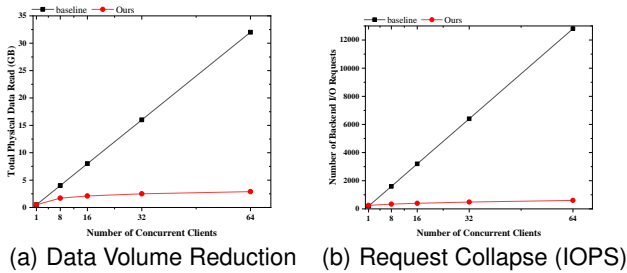 baseline Ours
35
30
25
20
15
10
5
0
Total Physical Data Read (GB)
1 8 16 32 64
Number of Concurrent Clients
(a) Data Volume Reduction
baseline Ours
12000
10000
8000
6000
4000
2000
0
Number of Backend I/O Requests
1 8 16 32 64
Number of Concurrent Clients
(b) Request Collapse (IOPS)